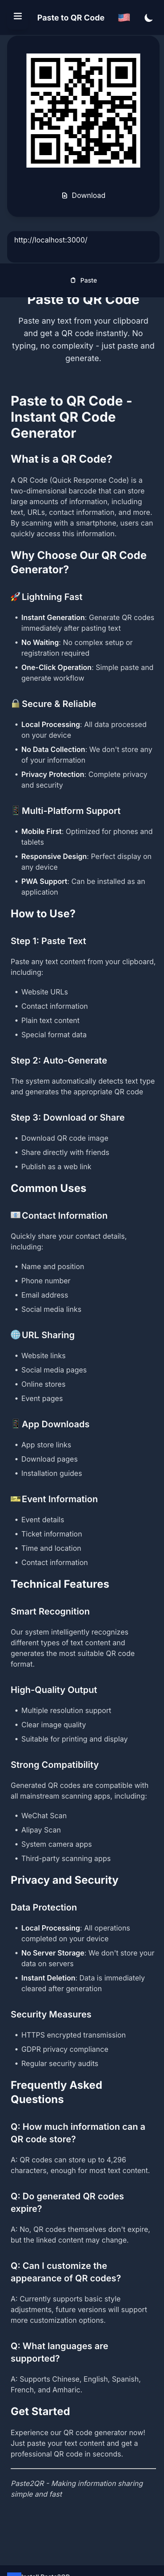 Paste to QR Code
Download
http://localhost:3000/
Paste
Paste to QR Code
Paste any text from your clipboard
and get a QR code instantly. No
typing, no complexity - just paste and
generate.
Paste to QR Code -
Instant QR Code
Generator
What is a QR Code?
A QR Code (Quick Response Code) is a
two-dimensional barcode that can store
large amounts of information, including
text, URLs, contact information, and more.
By scanning with a smartphone, users can
quickly access this information.
Why Choose Our QR Code
Generator?
🚀 Lightning Fast
• Instant Generation: Generate QR codes
immediately after pasting text
• No Waiting: No complex setup or
registration required
• One-Click Operation: Simple paste and
generate workflow
🔒 Secure & Reliable
• Local Processing: All data processed
on your device
• No Data Collection: We don't store any
of your information
• Privacy Protection: Complete privacy
and security
📱 Multi-Platform Support
• Mobile First: Optimized for phones and
tablets
• Responsive Design: Perfect display on
any device
• PWA Support: Can be installed as an
application
How to Use?
Step 1: Paste Text
Paste any text content from your clipboard,
including:
• Website URLs
• Contact information
• Plain text content
• Special format data
Step 2: Auto-Generate
The system automatically detects text type
and generates the appropriate QR code
Step 3: Download or Share
• Download QR code image
• Share directly with friends
• Publish as a web link
Common Uses
📧 Contact Information
Quickly share your contact details,
including:
• Name and position
• Phone number
• Email address
• Social media links
🌐 URL Sharing
• Website links
• Social media pages
• Online stores
• Event pages
📱 App Downloads
• App store links
• Download pages
• Installation guides
🎫 Event Information
• Event details
• Ticket information
• Time and location
• Contact information
Technical Features
Smart Recognition
Our system intelligently recognizes
different types of text content and
generates the most suitable QR code
format.
High-Quality Output
• Multiple resolution support
• Clear image quality
• Suitable for printing and display
Strong Compatibility
Generated QR codes are compatible with
all mainstream scanning apps, including:
• WeChat Scan
• Alipay Scan
• System camera apps
• Third-party scanning apps
Privacy and Security
Data Protection
• Local Processing: All operations
completed on your device
• No Server Storage: We don't store your
data on servers
• Instant Deletion: Data is immediately
cleared after generation
Security Measures
• HTTPS encrypted transmission
• GDPR privacy compliance
• Regular security audits
Frequently Asked
Questions
Q: How much information can a
QR code store?
A: QR codes can store up to 4,296
characters, enough for most text content.
Q: Do generated QR codes
expire?
A: No, QR codes themselves don't expire,
but the linked content may change.
Q: Can I customize the
appearance of QR codes?
A: Currently supports basic style
adjustments, future versions will support
more customization options.
Q: What languages are
supported?
A: Supports Chinese, English, Spanish,
French, and Amharic.
Get Started
Experience our QR code generator now!
Just paste your text content and get a
professional QR code in seconds.
Paste2QR - Making information sharing
simple and fast